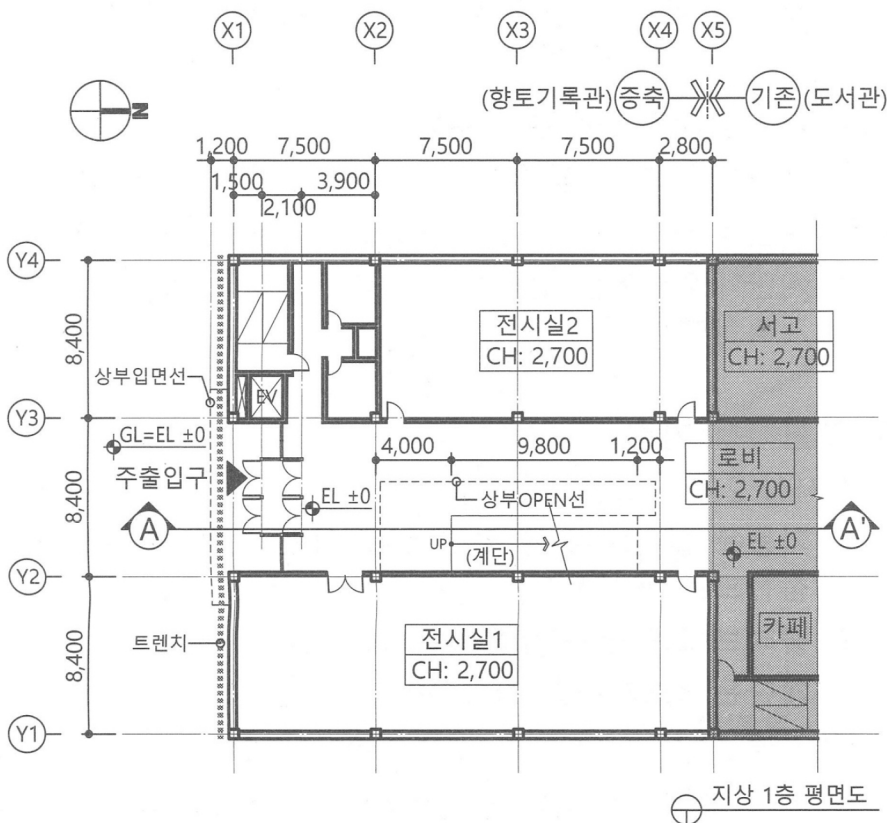 X1 X2 X3 X4 X5
(향토기록관) 증축 기존 (도서관)
N
1,200 7,500 7,500 7,500 2,800
1,500 3,900
2,100
Y4
8,400
전시실2
CH: 2,700
서고
CH: 2,700
상부입면선
EV
Y3
GL=EL ±0
4,000 9,800 1,200
로비
CH: 2,700
주출입구
8,400
EL ±0
상부OPEN선
A
A'
UP
(계단)
EL ±0
Y2
전시실1
CH: 2,700
카페
트렌치
8,400
Y1
지상 1층 평면도